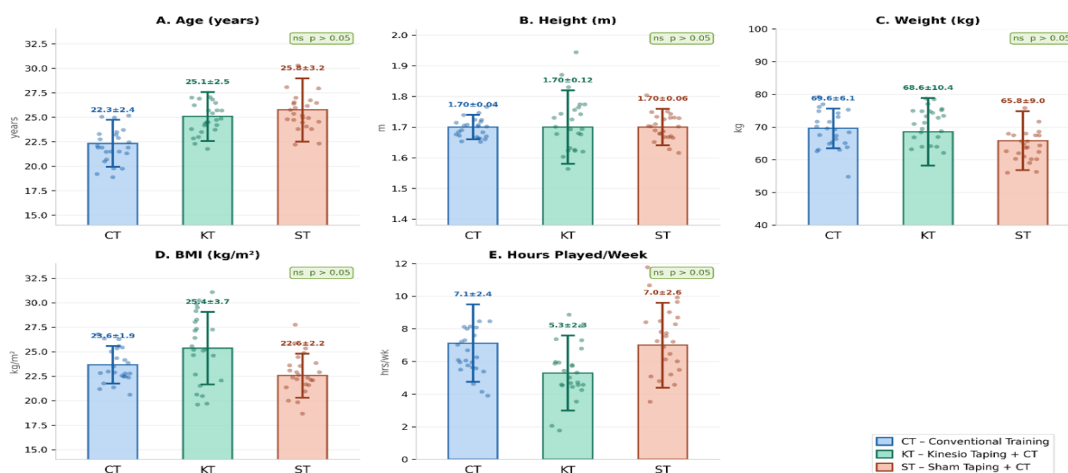 A. Age (years)
ns p > 0.05
32.5
30.0
27.5
25.0
22.5
20.0
17.5
15.0
years
22.3±2.4
25.1±2.5
25.8±3.2
CT
KT
ST
B. Height (m)
ns p > 0.05
2.0
1.9
1.8
1.7
1.6
1.5
1.4
m
1.70±0.04
1.70±0.12
1.70±0.06
CT
KT
ST
C. Weight (kg)
ns p > 0.05
100
90
80
70
60
50
40
kg
69.6±6.1
68.6±10.4
65.8±9.0
CT
KT
ST
D. BMI (kg/m²)
ns p > 0.05
32.5
30.0
27.5
25.0
22.5
20.0
17.5
15.0
kg/m²
23.6±1.9
25.4±3.7
22.6±2.2
CT
KT
ST
E. Hours Played/Week
ns p > 0.05
12
10
8
6
4
2
0
hrs/wk
7.1±2.4
5.3±2.3
7.0±2.6
CT
KT
ST
CT – Conventional Training
KT – Kinesio Taping + CT
ST – Sham Taping + CT